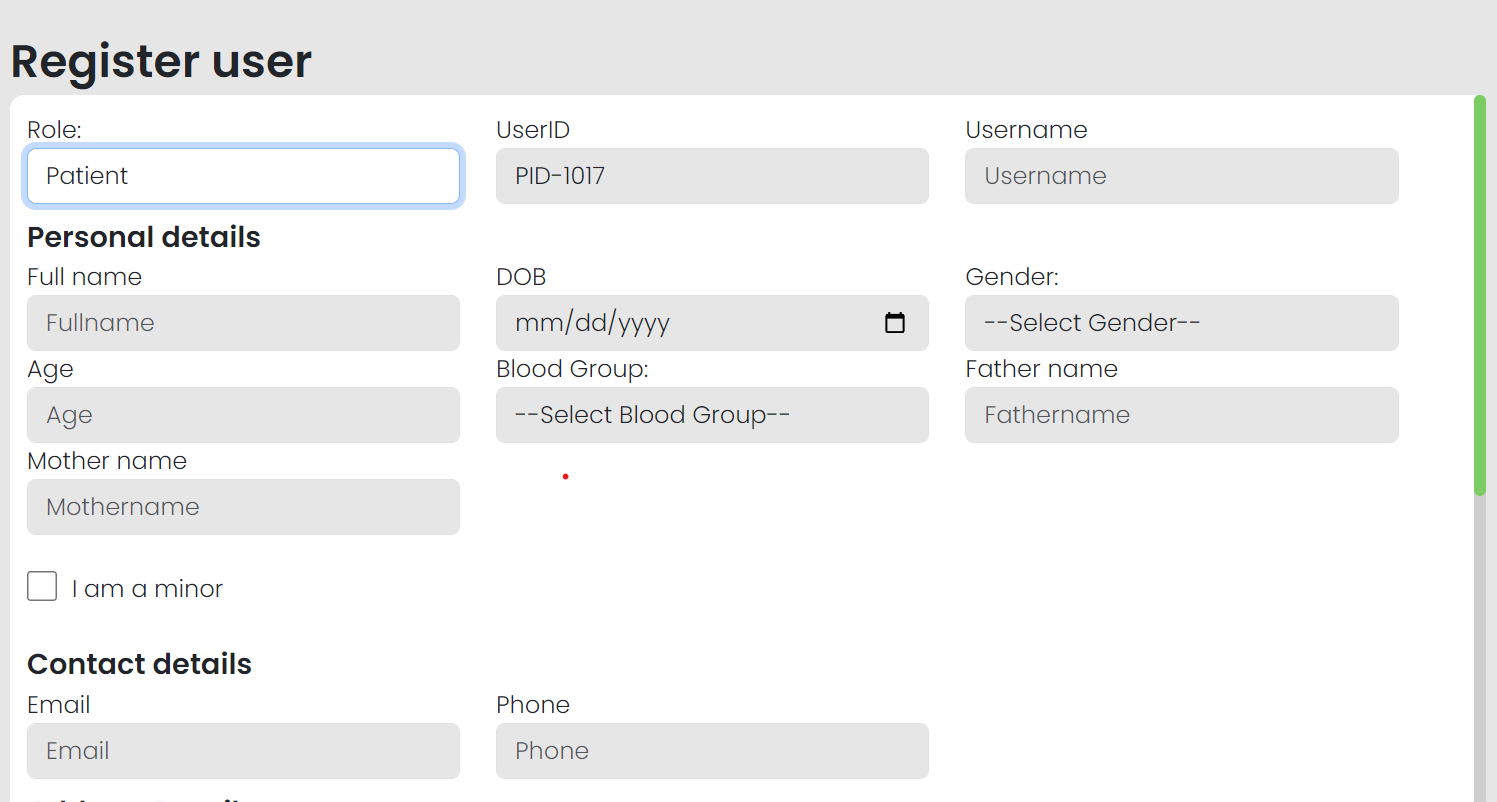 Register user
Role: UserID Username
Patient PID-1017 Username
Personal details
Full name DOB Gender:
Fullname mm/dd/yyyy --Select Gender--
Age Blood Group: Father name
Age --Select Blood Group-- Fathername
Mother name
Mothername
I am a minor
Contact details
Email Phone
Email Phone